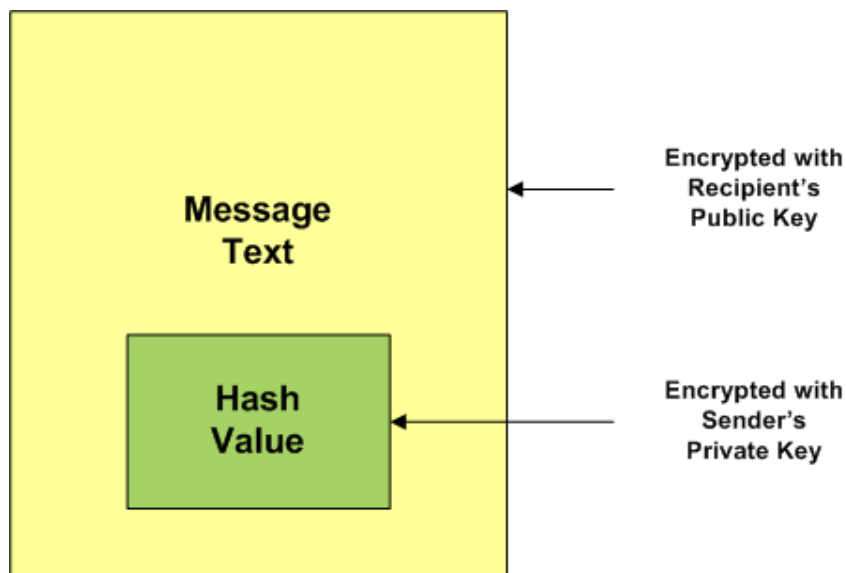 Message
Text
Hash
Value
Encrypted with
Recipient's
Public Key
Encrypted with
Sender's
Private Key